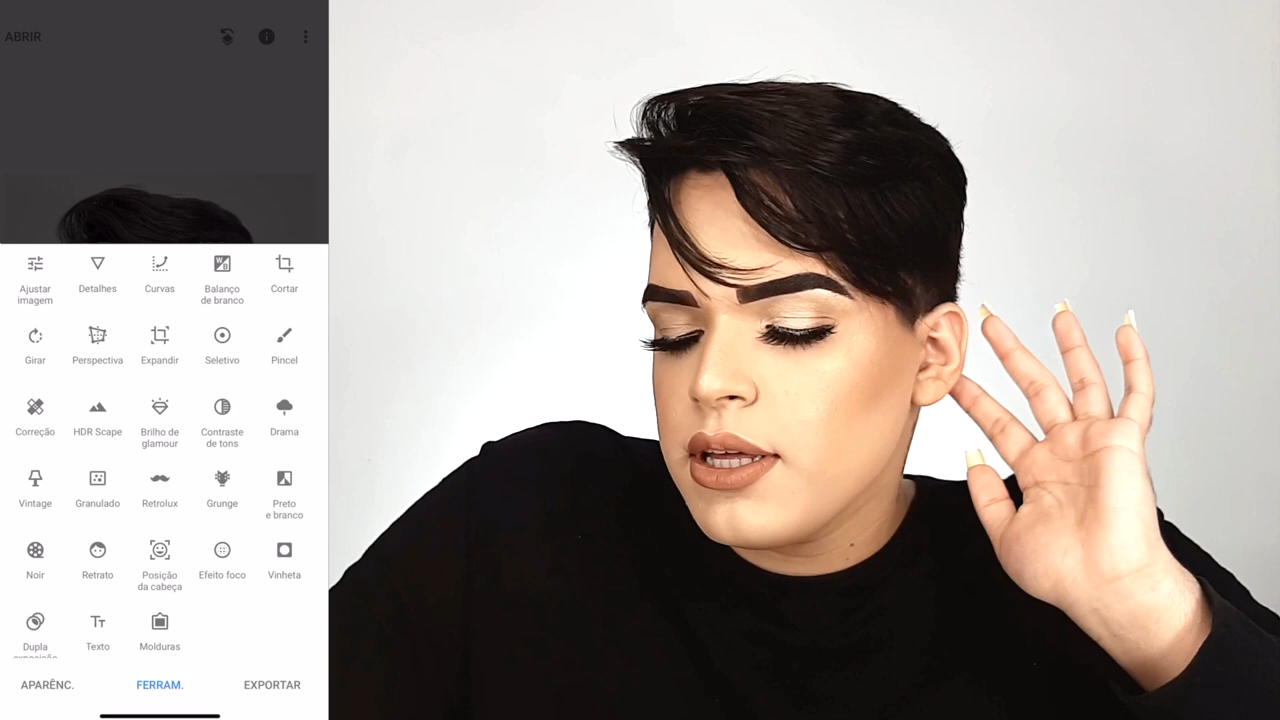 ABRIR
Ajustar
imagem
Detalhes
Curvas
Balanço
de branco
Cortar
Girar
Perspectiva
Expandir
Seletivo
Pincel
Correção
HDR Scape
Brilho de
glamour
Contraste
de tons
Drama
Vintage
Granulado
Retrolux
Grunge
Preto
e branco
Noir
Retrato
Posição
da cabeça
Efeito foco
Vinheta
Dupla
exposição
Texto
Molduras
APARÊNC.
FERRAM.
EXPORTAR